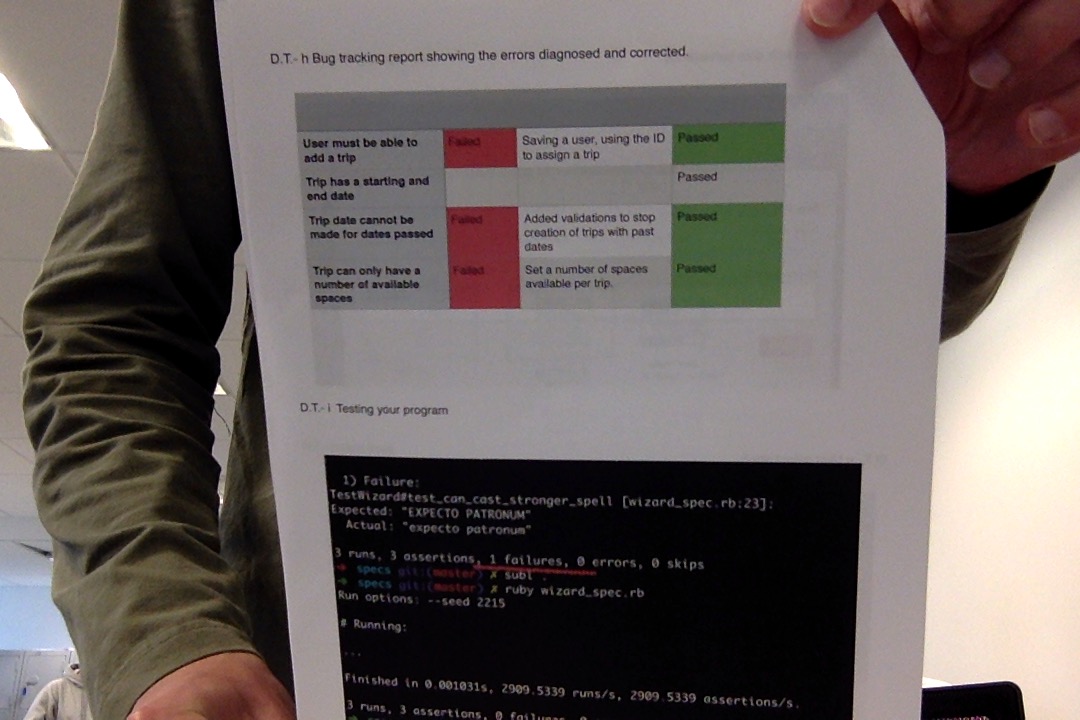 D.T.- h Bug tracking report showing the errors diagnosed and corrected.
User must be able to
add a trip
Failed
Saving a user, using the ID
to assign a trip
Passed
Trip has a starting and
end date
Passed
Trip date cannot be
made for dates passed
Failed
Added validations to stop
creation of trips with past
dates
Passed
Trip can only have a
number of available
spaces
Failed
Set a number of spaces
available per trip.
Passed
D.T.- i Testing your program
1) Failure:
TestWizard#test_can_cast_stronger_spell [wizard_spec.rb:23]:
Expected: "EXPECTO PATRONUM"
Actual: "expecto patronum"
3 runs, 3 assertions, 1 failures, 0 errors, 0 skips
➜ specs git:(master) ✗ subl .
➜ specs git:(master) ✗ ruby wizard_spec.rb
Run options: --seed 2215
# Running:
...
Finished in 0.001031s, 2909.5339 runs/s, 2909.5339 assertions/s.
3 runs, 3 assertions, 0